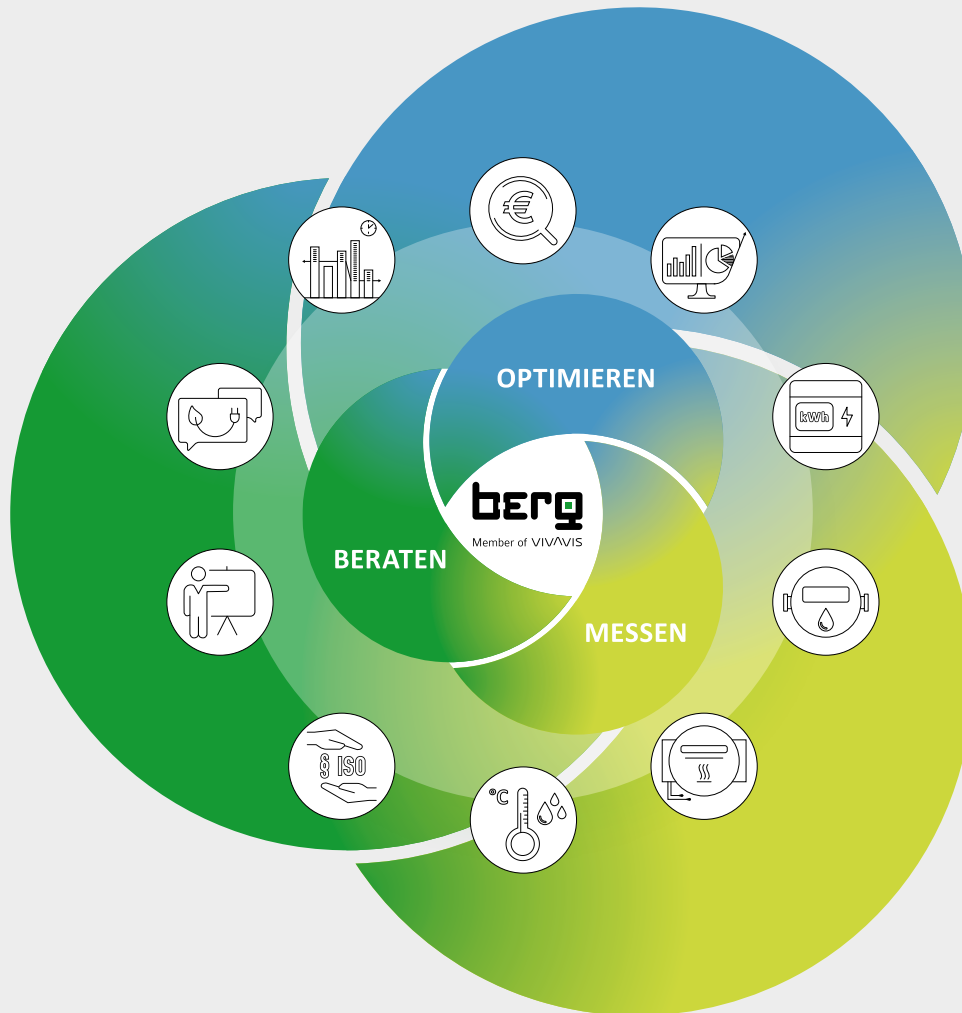 €
OPTIMIEREN
kWh
berg
Member of VIVAVIS
BERATEN
MESSEN
§ ISO
°C